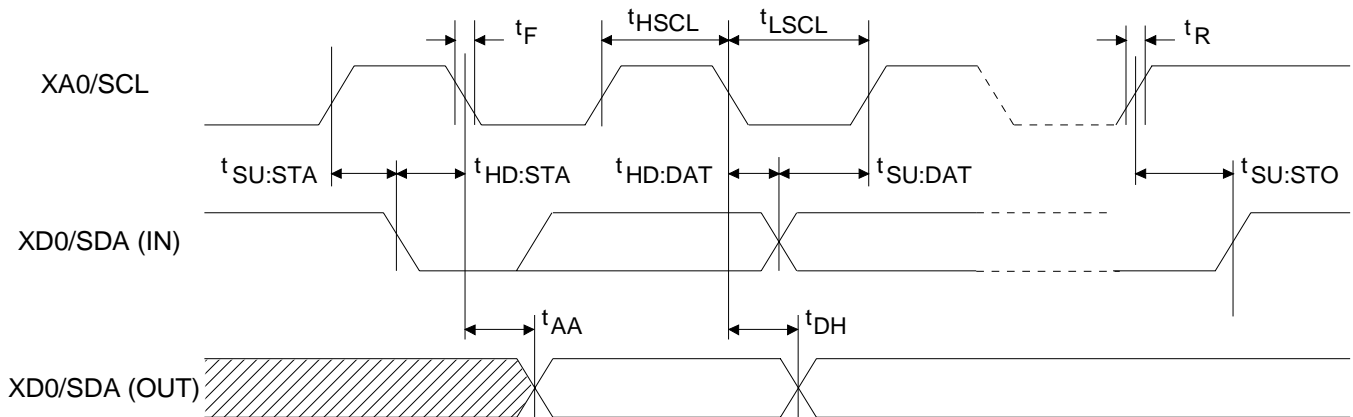 tF
tHSCL
tLSCL
tR
XA0/SCL
tSU:STA
tHD:STA
tHD:DAT
tSU:DAT
tSU:STO
XD0/SDA (IN)
tAA
tDH
XD0/SDA (OUT)